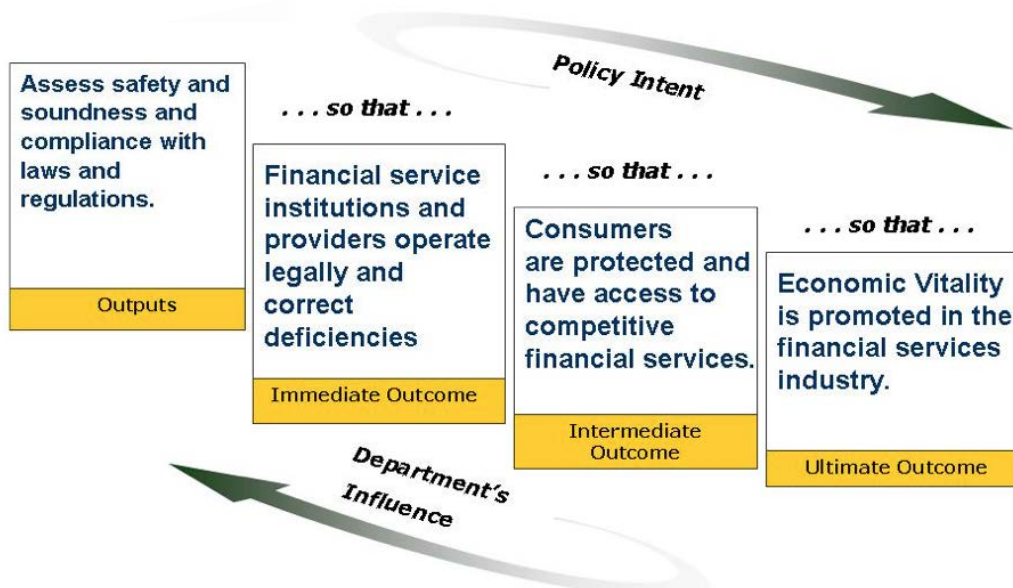 Policy Intent
Assess safety and
soundness and
compliance with
laws and
regulations.
Outputs
. . . so that . . .
Financial service
institutions and
providers operate
legally and
correct
deficiencies
Immediate Outcome
. . . so that . . .
Consumers
are protected and
have access to
competitive
financial services.
Intermediate
Outcome
. . . so that . . .
Economic Vitality
is promoted in the
financial services
industry.
Ultimate Outcome
Department's
Influence